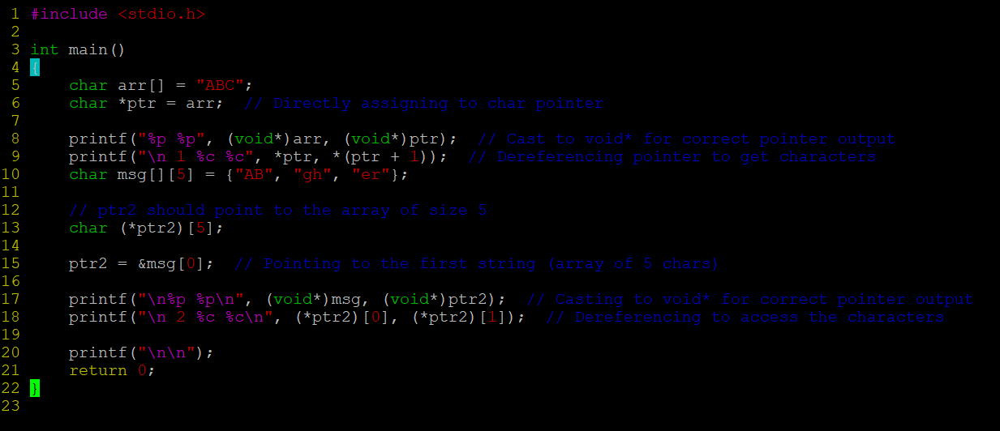 1 #include <stdio.h>
2
3 int main()
4 {
5     char arr[] = "ABC";
6     char *ptr = arr;  // Directly assigning to char pointer
7
8     printf("%p %p", (void*)arr, (void*)ptr);  // Cast to void* for correct pointer output
9     printf("\n 1 %c %c", *ptr, *(ptr + 1));  // Dereferencing pointer to get characters
10     char msg[][5] = {"AB", "gh", "er"};
11
12     // ptr2 should point to the array of size 5
13     char (*ptr2)[5];
14
15     ptr2 = &msg[0];  // Pointing to the first string (array of 5 chars)
16
17     printf("\n%p %p\n", (void*)msg, (void*)ptr2);  // Casting to void* for correct pointer output
18     printf("\n 2 %c %c\n", (*ptr2)[0], (*ptr2)[1]);  // Dereferencing to access the characters
19
20     printf("\n\n");
21     return 0;
22 }
23